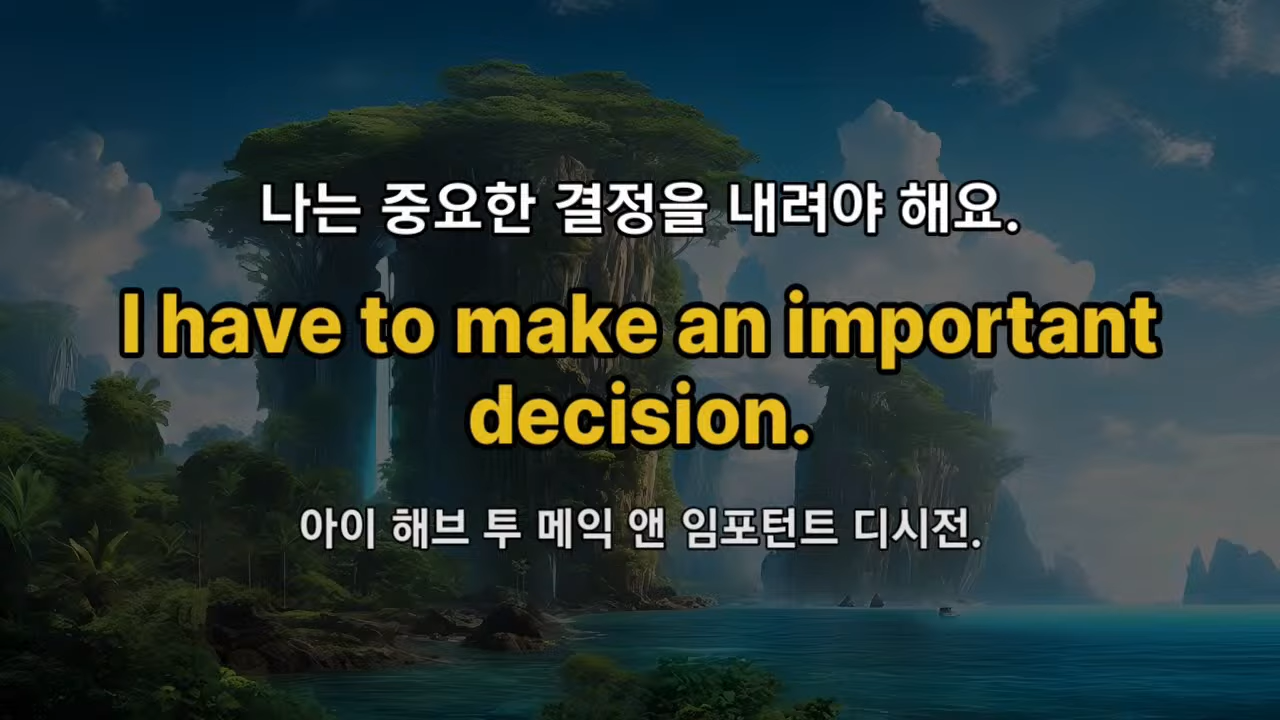 나는 중요한 결정을 내려야 해요.
I have to make an important
decision.
아이 해브 투 메익 앤 임포턴트 디시전.